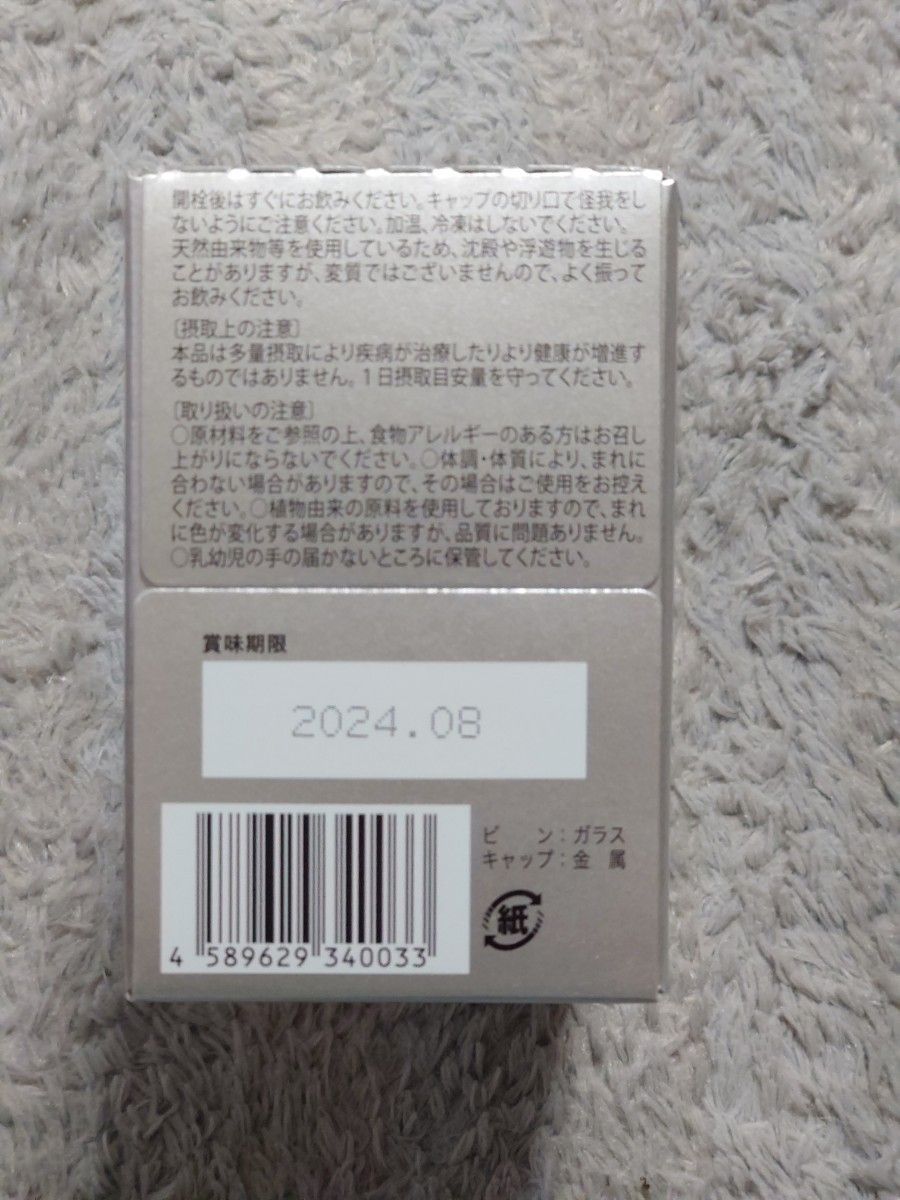 開栓後はすぐにお飲みください。キャップの切り口で怪我をし
ないようにご注意ください。加温、冷凍はしないでください。
天然由来物等を使用しているため、沈殿や浮遊物を生じる
ことがありますが、変質ではございませんので、よく振って
お飲みください。
〔摂取上の注意〕
本品は多量摂取により疾病が治療したりより健康が増進す
るものではありません。1日摂取目安量を守ってください。
〔取り扱いの注意〕
○原材料をご参照の上、食物アレルギーのある方はお召し
上がりにならないでください。○体調・体質により、まれに
合わない場合がありますので、その場合はご使用をお控え
ください。○植物由来の原料を使用しておりますので、まれ
に色が変化する場合がありますが、品質に問題ありません。
○乳幼児の手の届かないところに保管してください。
賞味期限
2024.08
ビン：ガラス
キャップ：金属
紙
4 589629 340033